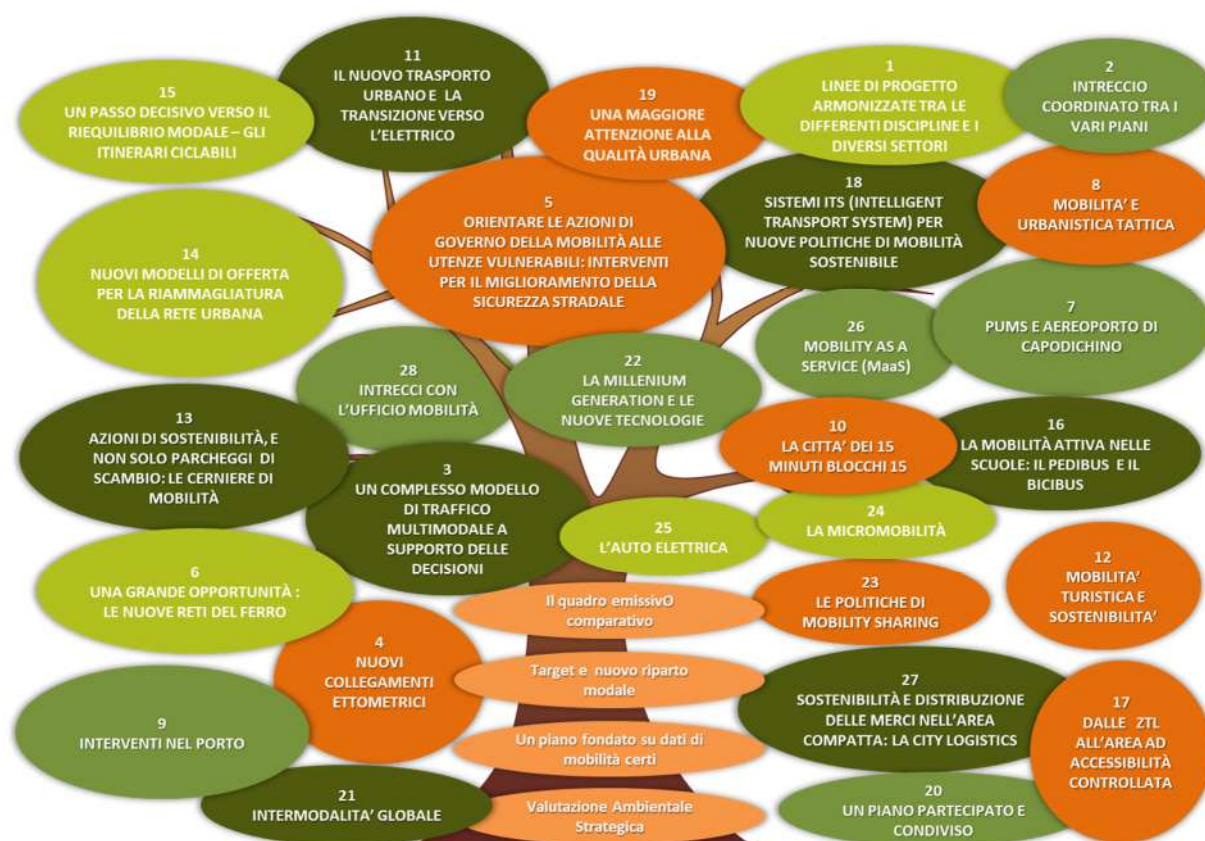 15
UN PASSO DECISIVO VERSO IL
RIEQUILIBRIO MODALE – GLI
ITINERARI CICLABILI
11
IL NUOVO TRASPORTO
URBANO E LA
TRANSIZIONE VERSO
L'ELETTRICO
19
UNA MAGGIORE
ATTENZIONE ALLA
QUALITÀ URBANA
1
LINEE DI PROGETTO
ARMONIZZATE TRA LE
DIFFERENTI DISCIPLINE E I
DIVERSI SETTORI
2
INTRECCIO
COORDINATO TRA I
VARI PIANI
5
ORIENTARE LE AZIONI DI
GOVERNO DELLA MOBILITÀ ALLE
UTENZE VULNERABILI: INTERVENTI
PER IL MIGLIORAMENTO DELLA
SICUREZZA STRADALE
18
SISTEMI ITS (INTELLIGENT
TRANSPORT SYSTEM) PER
NUOVE POLITICHE DI MOBILITÀ
SOSTENIBILE
8
MOBILITA' E
URBANISTICA TATTICA
14
NUOVI MODELLI DI OFFERTA
PER LA RIAMMAGLIATURA
DELLA RETE URBANA
7
PUMS E AEREOPORTO DI
CAPODICHINO
26
MOBILITY AS A
SERVICE (MaaS)
28
INTRECCI CON
L'UFFICIO MOBILITÀ
22
LA MILLENIUM
GENERATION E LE
NUOVE TECNOLOGIE
13
AZIONI DI SOSTENIBILITÀ, E
NON SOLO PARCHEGGI DI
SCAMBIO: LE CERNIERE DI
MOBILITÀ
10
LA CITTA' DEI 15
MINUTI BLOCCHI 15
16
LA MOBILITÀ ATTIVA NELLE
SCUOLE: IL PEDIBUS E IL
BICIBUS
3
UN COMPLESSO MODELLO
DI TRAFFICO
MULTIMODALE A
SUPPORTO DELLE
DECISIONI
25
L'AUTO ELETTRICA
24
LA MICROMOBILITÀ
6
UNA GRANDE OPPORTUNITÀ :
LE NUOVE RETI DEL FERRO
12
MOBILITA'
TURISTICA E
SOSTENIBILITA'
Il quadro emissivO
comparativo
23
LE POLITICHE DI
MOBILITY SHARING
4
NUOVI
COLLEGAMENTI
ETTOMETRICI
Target e nuovo riparto
modale
27
SOSTENIBILITÀ E DISTRIBUZIONE
DELLE MERCI NELL'AREA
COMPATTA: LA CITY LOGISTICS
17
DALLE ZTL
ALL'AREA AD
ACCESSIBILITÀ
CONTROLLATA
9
INTERVENTI NEL PORTO
Un piano fondato su dati di
mobilità certi
21
INTERMODALITA' GLOBALE
Valutazione Ambientale
Strategica
20
UN PIANO PARTECIPATO E
CONDIVISO